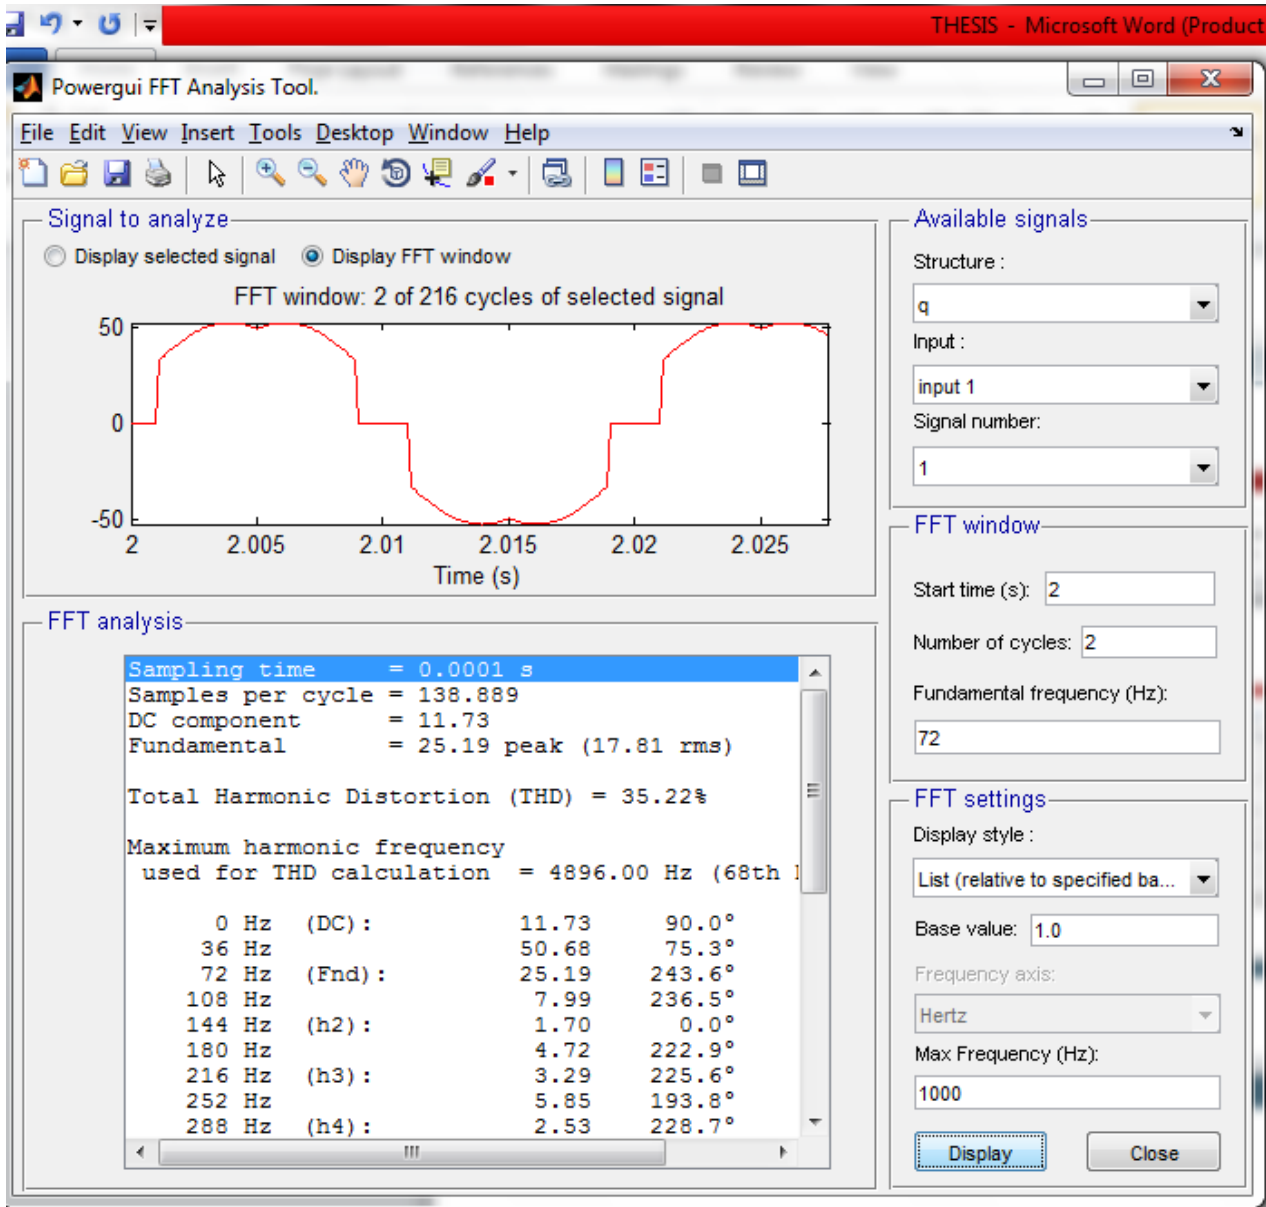 THESIS - Microsoft Word (Product
Powergui FFT Analysis Tool.
File Edit View Insert Tools Desktop Window Help
Signal to analyze
Display selected signal Display FFT window
FFT window: 2 of 216 cycles of selected signal
50
0
-50
2 2.005 2.01 2.015 2.02 2.025
Time (s)
FFT analysis
Sampling time = 0.0001 s
Samples per cycle = 138.889
DC component = 11.73
Fundamental = 25.19 peak (17.81 rms)
Total Harmonic Distortion (THD) = 35.22%
Maximum harmonic frequency
used for THD calculation = 4896.00 Hz (68th
0 Hz (DC): 11.73 90.0°
36 Hz 50.68 75.3°
72 Hz (Fnd): 25.19 243.6°
108 Hz 7.99 236.5°
144 Hz (h2): 1.70 0.0°
180 Hz 4.72 222.9°
216 Hz (h3): 3.29 225.6°
252 Hz 5.85 193.8°
288 Hz (h4): 2.53 228.7°
Available signals
Structure :
q
Input :
input 1
Signal number:
1
FFT window
Start time (s): 2
Number of cycles: 2
Fundamental frequency (Hz):
72
FFT settings
Display style :
List (relative to specified ba...
Base value: 1.0
Frequency axis:
Hertz
Max Frequency (Hz):
1000
Display Close